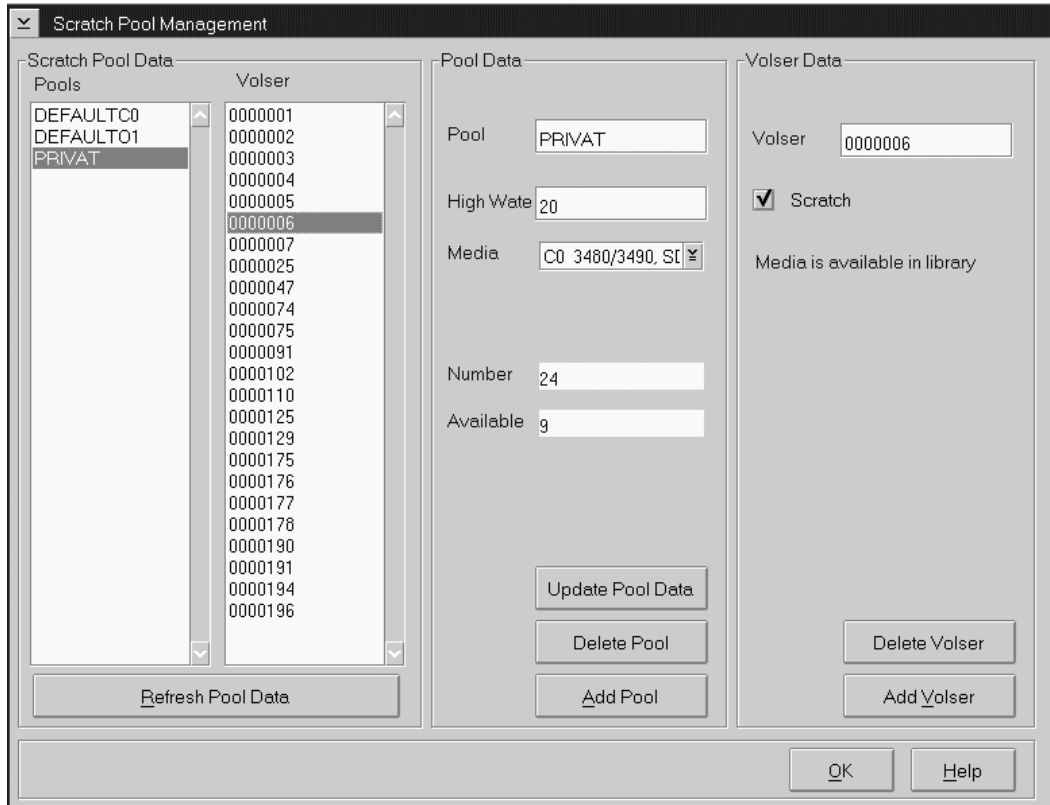 Scratch Pool Management
Scratch Pool Data
Pools
DEFAULTC0
DEFAULTO1
PRIVAT
Volser
0000001
0000002
0000003
0000004
0000005
0000006
0000007
0000025
0000047
0000074
0000075
0000091
0000102
0000110
0000125
0000129
0000175
0000176
0000177
0000178
0000190
0000191
0000194
0000196
Refresh Pool Data
Pool Data
Pool PRIVAT
High Wate 20
Media C0 3480/3490, SD
Number 24
Available 9
Update Pool Data
Delete Pool
Add Pool
Volser Data
Volser 0000006
Scratch
Media is available in library
Delete Volser
Add Volser
OK
Help